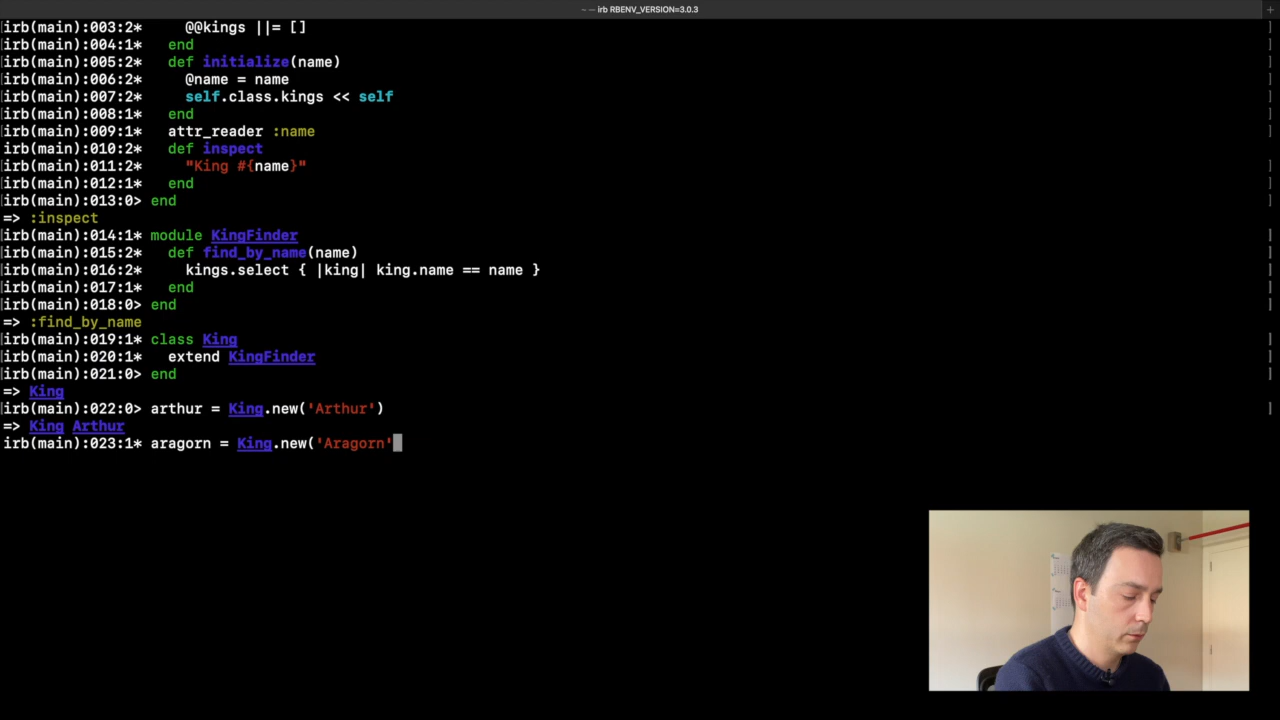 ~ — irb RBENV_VERSION=3.0.3
irb(main):003:2*     @@kings ||= []
irb(main):004:1*   end
irb(main):005:2*   def initialize(name)
irb(main):006:2*     @name = name
irb(main):007:2*     self.class.kings << self
irb(main):008:1*   end
irb(main):009:1*   attr_reader :name
irb(main):010:2*   def inspect
irb(main):011:2*     "King #{name}"
irb(main):012:1*   end
irb(main):013:0> end
=> :inspect
irb(main):014:1* module KingFinder
irb(main):015:2*   def find_by_name(name)
irb(main):016:2*     kings.select { |king| king.name == name }
irb(main):017:1*   end
irb(main):018:0> end
=> :find_by_name
irb(main):019:1* class King
irb(main):020:1*   extend KingFinder
irb(main):021:0> end
=> King
irb(main):022:0> arthur = King.new('Arthur')
=> King Arthur
irb(main):023:1* aragorn = King.new('Aragorn'